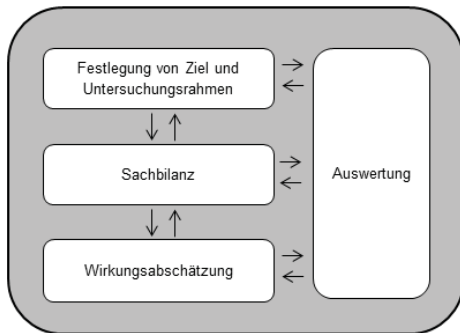 Festlegung von Ziel und
Untersuchungsrahmen
Sachbilanz
Wirkungsabschätzung
Auswertung